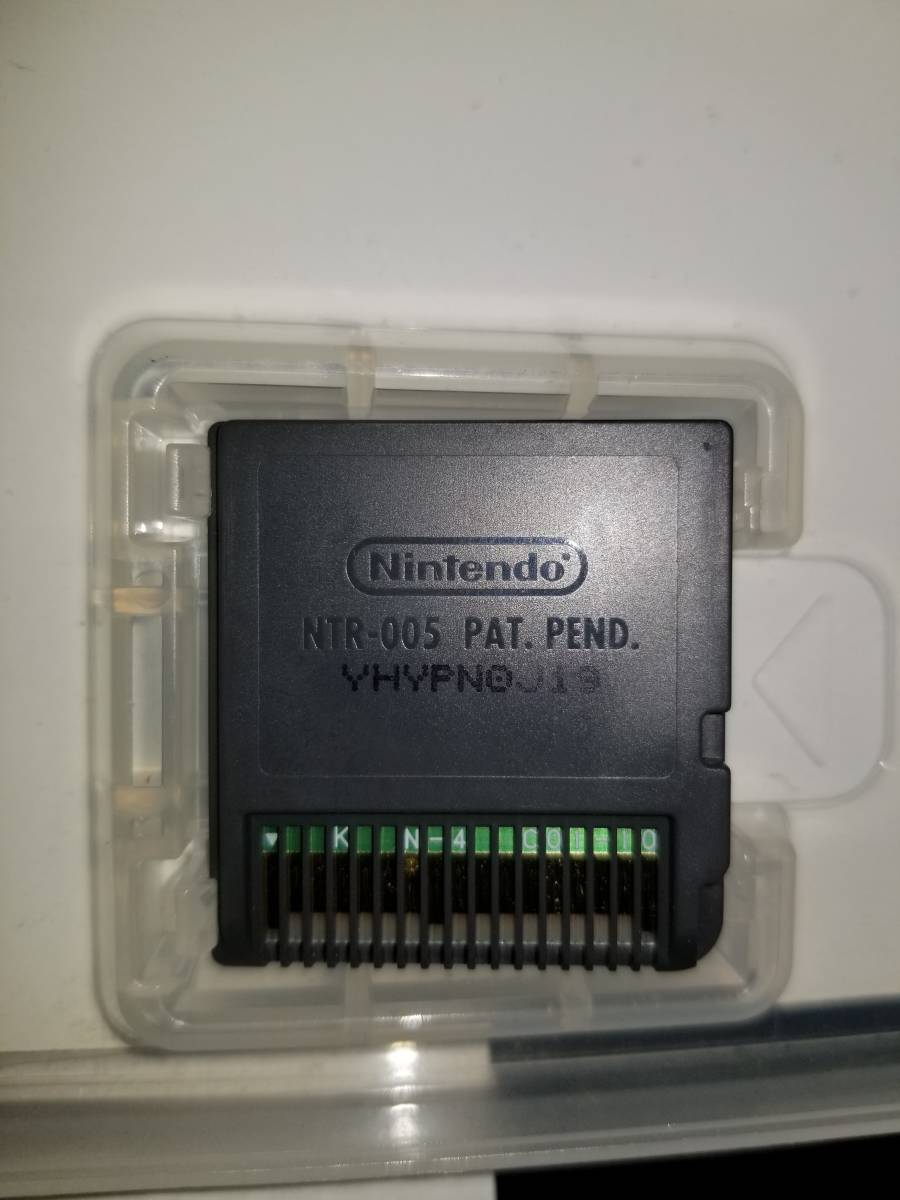 Nintendo
NTR-005 PAT. PEND.
YHYPN0J19
K N-4 C01-10